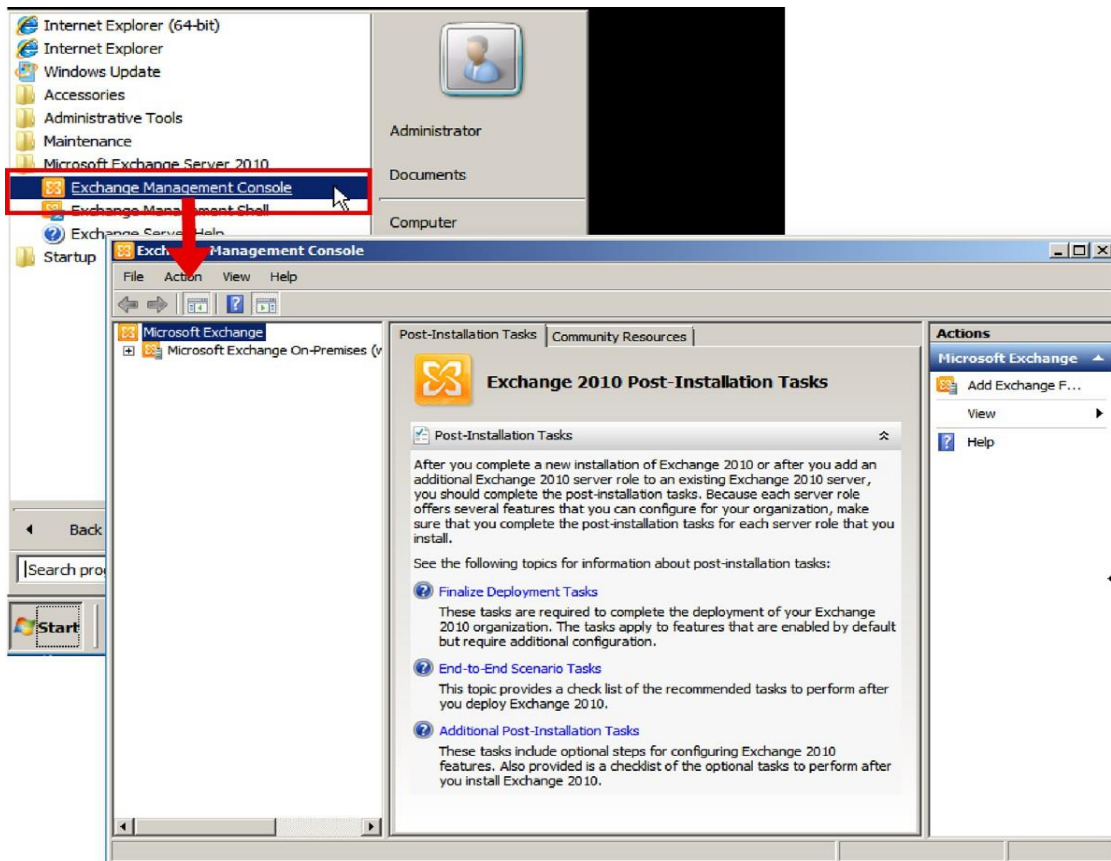 Internet Explorer (64-bit)
Internet Explorer
Windows Update
Accessories
Administrative Tools
Maintenance
Microsoft Exchange Server 2010
Exchange Management Console
Exchange Management Shell
Exchange Server Help
Startup
Back
Search pro
Start
Administrator
Documents
Computer
Exch Management Console
File Action View Help
Microsoft Exchange
Microsoft Exchange On-Premises (w
Post-Installation Tasks
Community Resources
Exchange 2010 Post-Installation Tasks
Post-Installation Tasks
After you complete a new installation of Exchange 2010 or after you add an
additional Exchange 2010 server role to an existing Exchange 2010 server,
you should complete the post-installation tasks. Because each server role
offers several features that you can configure for your organization, make
sure that you complete the post-installation tasks for each server role that you
install.
See the following topics for information about post-installation tasks:
Finalize Deployment Tasks
These tasks are required to complete the deployment of your Exchange
2010 organization. The tasks apply to features that are enabled by default
but require additional configuration.
End-to-End Scenario Tasks
This topic provides a check list of the recommended tasks to perform after
you deploy Exchange 2010.
Additional Post-Installation Tasks
These tasks include optional steps for configuring Exchange 2010
features. Also provided is a checklist of the optional tasks to perform after
you install Exchange 2010.
Actions
Microsoft Exchange
Add Exchange F...
View
Help